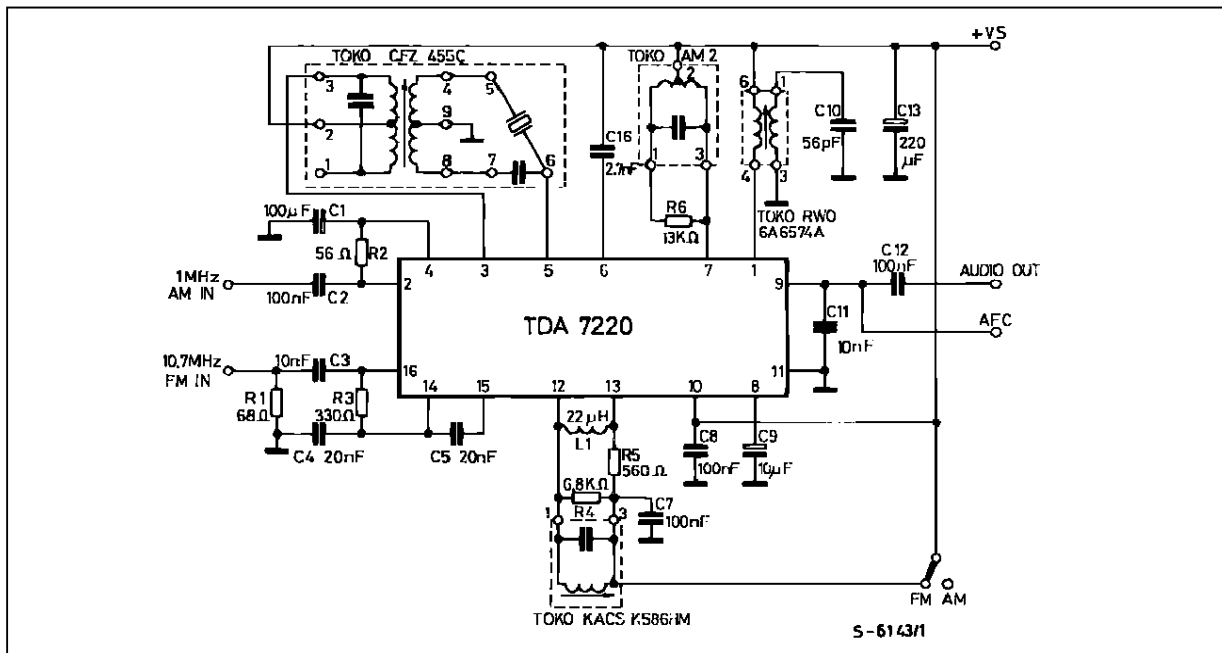 +VS
TOKO CFZ 455C
TOKO AM 2
3
4
5
2
6
1
9
2
C16
2.7nF
C10
56pF
C13
220
µF
1
8
7
6
1
3
4
3
R6
13KΩ
TOKO RWO
6A6574A
100µF
C1
56Ω
R2
4
3
5
6
7
1
1MHz
AM IN
100nF
C2
2
9
C12
100nF
AUDIO OUT
TDA 7220
C11
10nF
AFC
10,7MHz
FM IN
10nF
C3
16
11
14
15
12
13
10
8
R1
68Ω
R3
330Ω
C4
20nF
C5
20nF
22µH
L1
R5
560Ω
C8
100nF
C9
10µF
6,8KΩ
R4
1
3
C7
100nF
FM
AM
TOKO KACS K586HM
S-6143/1